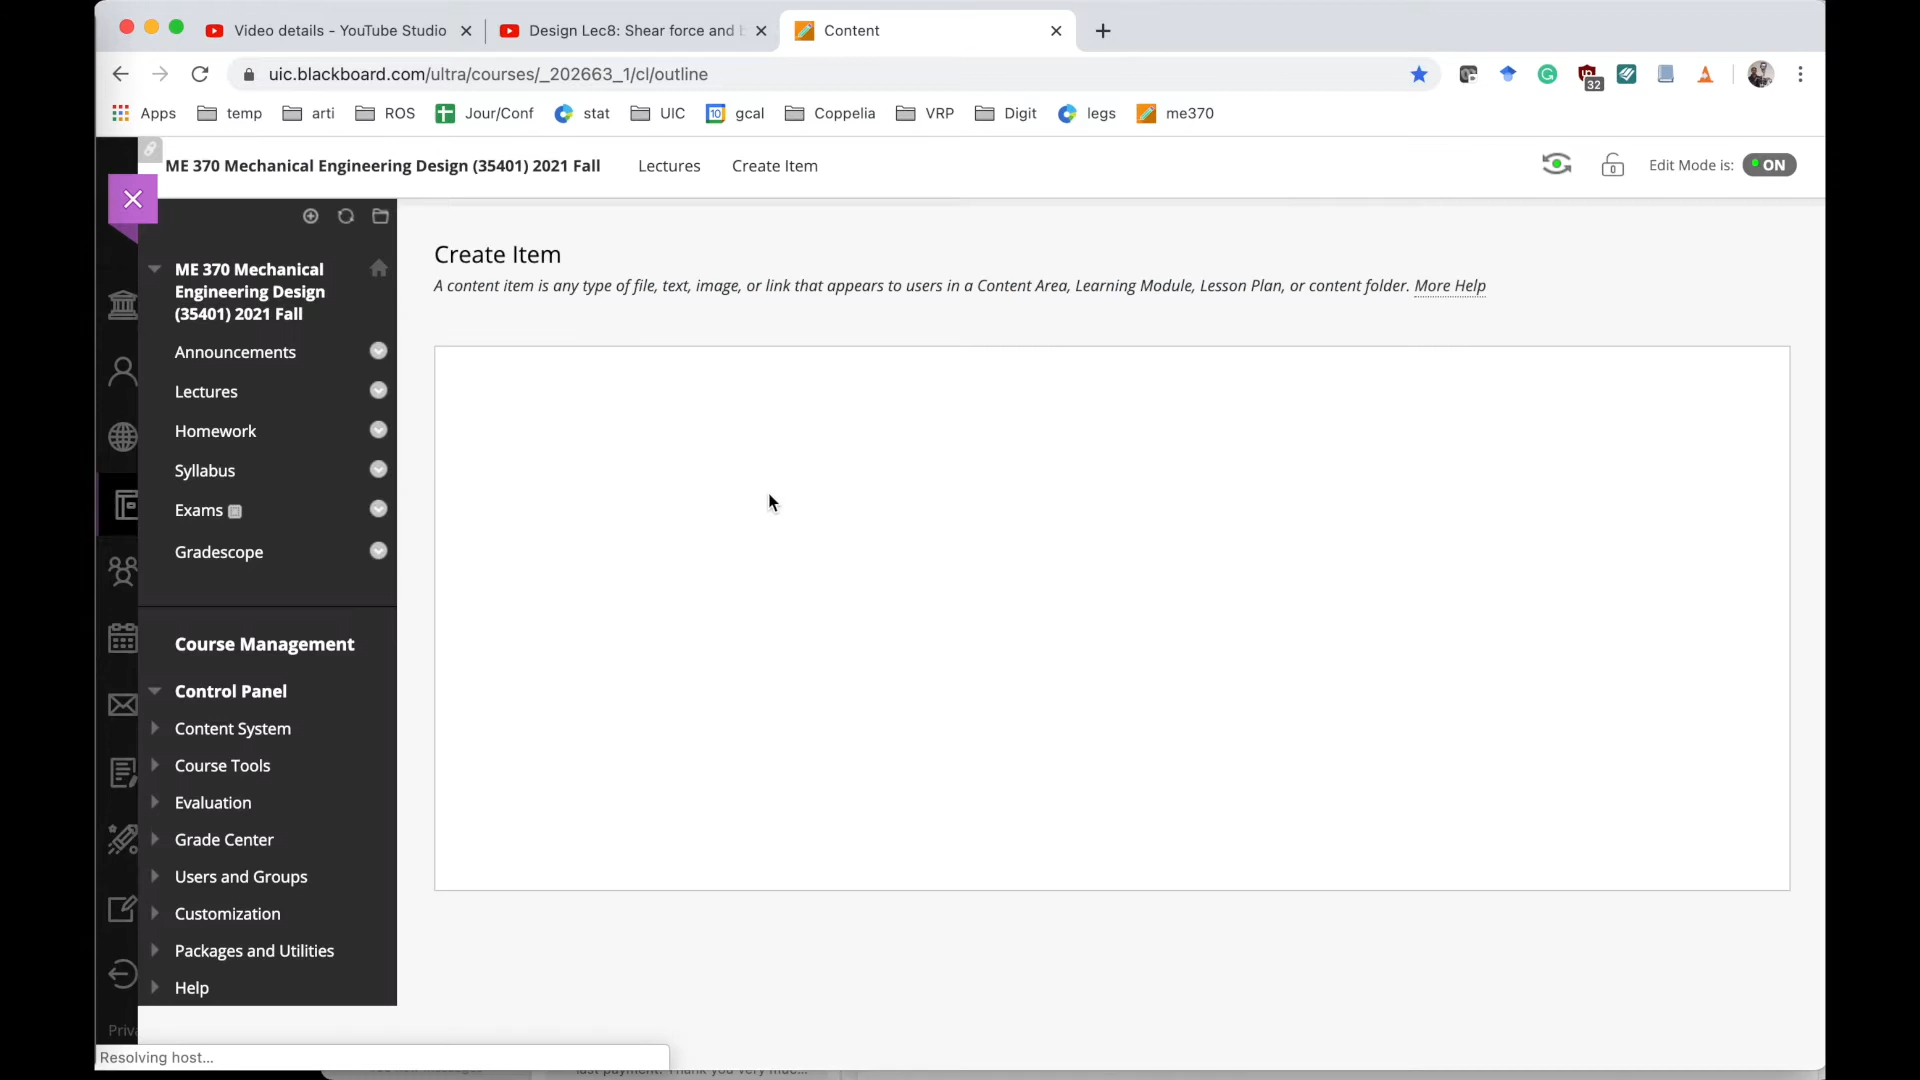 Video details - YouTube Studio
Design Lec8: Shear force and b
Content
uic.blackboard.com/ultra/courses/_202663_1/cl/outline
32
Apps temp arti ROS Jour/Conf stat UIC 10 gcal Coppelia VRP Digit legs me370
ME 370 Mechanical Engineering Design (35401) 2021 Fall Lectures Create Item
Edit Mode is: ON
Create Item
A content item is any type of file, text, image, or link that appears to users in a Content Area, Learning Module, Lesson Plan, or content folder. More Help
ME 370 Mechanical
Engineering Design
(35401) 2021 Fall
Announcements
Lectures
Homework
Syllabus
Exams
Gradescope
Course Management
Control Panel
Content System
Course Tools
Evaluation
Grade Center
Users and Groups
Customization
Packages and Utilities
Help
Priva
Resolving host...
last payment. Thank you very muc...